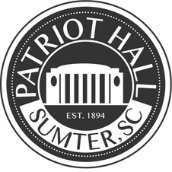 PATRIOT HALL
EST. 1894
SUMTER, SC